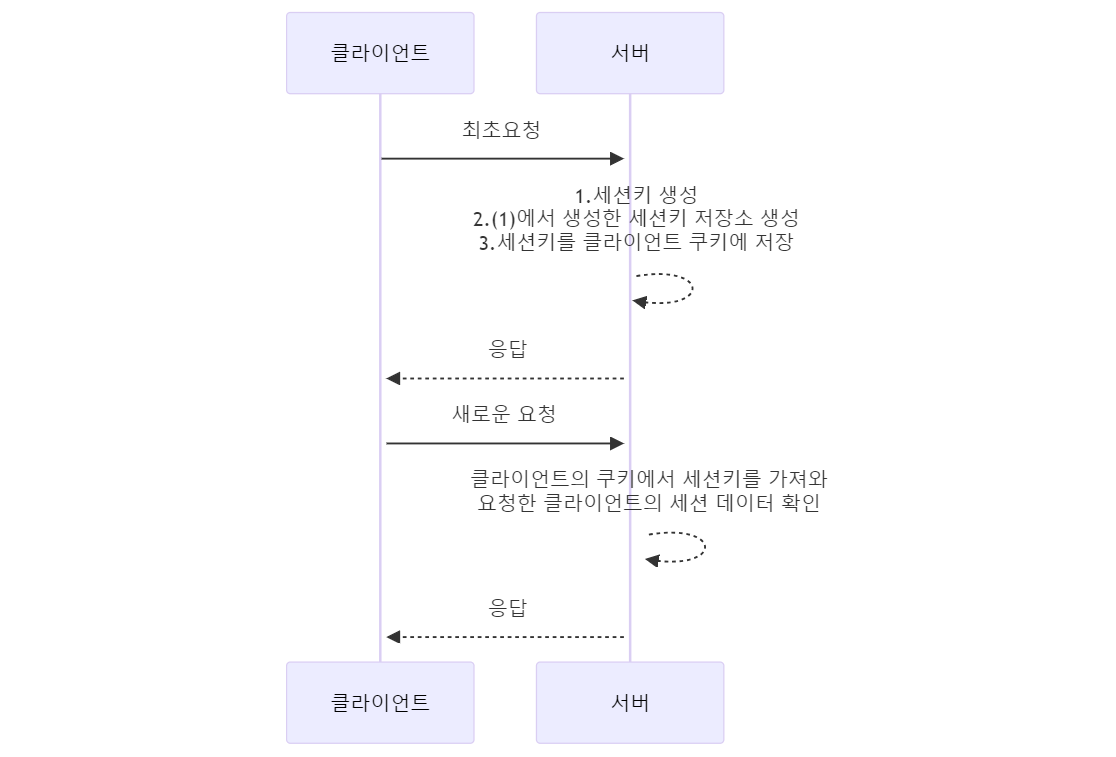 클라이언트
서버
최초요청
1.세션키 생성
2.(1)에서 생성한 세션키 저장소 생성
3.세션키를 클라이언트 쿠키에 저장
응답
새로운 요청
클라이언트의 쿠키에서 세션키를 가져와
요청한 클라이언트의 세션 데이터 확인
응답
클라이언트
서버